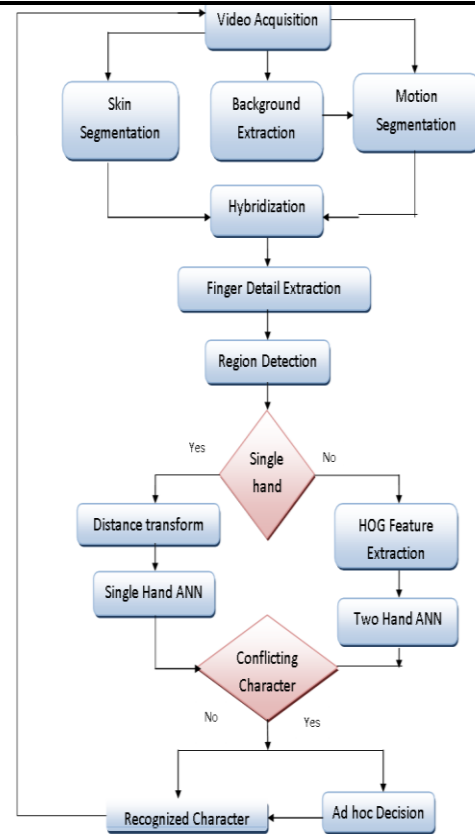 Video Acquisition
Skin
Segmentation
Background
Extraction
Motion
Segmentation
Hybridization
Finger Detail Extraction
Region Detection
Yes
No
Single
hand
Distance transform
HOG Feature
Extraction
Single Hand ANN
Two Hand ANN
Conflicting
Character
No
Yes
Recognized Character
Ad hoc Decision